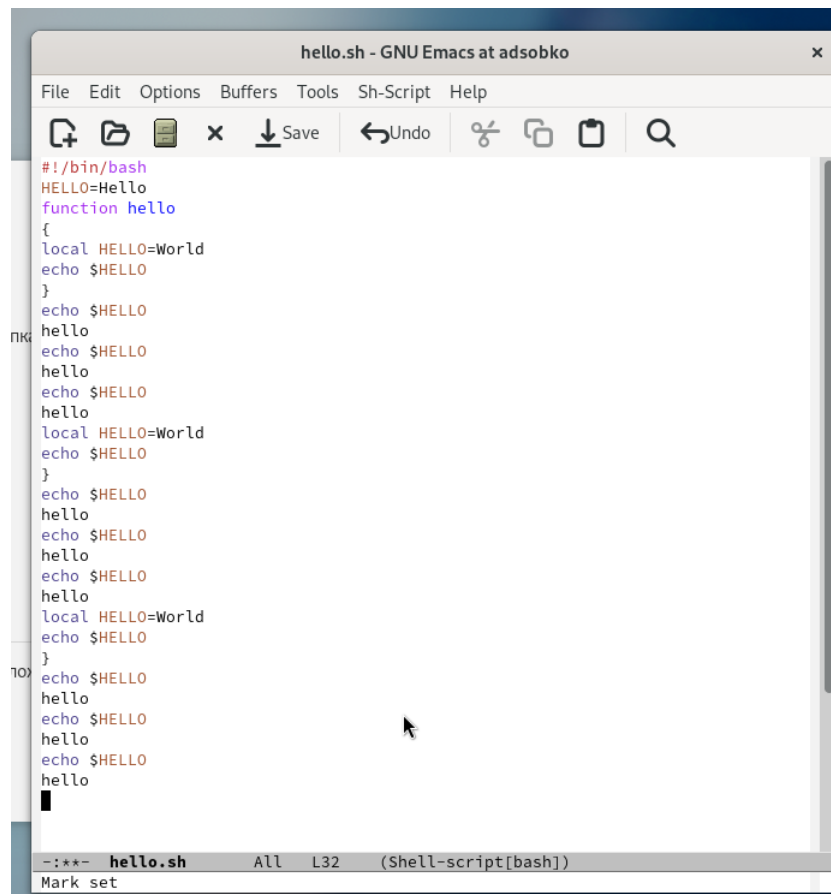 hello.sh - GNU Emacs at adsobko
File Edit Options Buffers Tools Sh-Script Help
Save Undo
#!/bin/bash
HELLO=Hello
function hello
{
local HELLO=World
echo $HELLO
}
echo $HELLO
hello
echo $HELLO
hello
echo $HELLO
hello
local HELLO=World
echo $HELLO
}
echo $HELLO
hello
echo $HELLO
hello
echo $HELLO
hello
local HELLO=World
echo $HELLO
}
echo $HELLO
hello
echo $HELLO
hello
echo $HELLO
hello
-:**- hello.sh All L32 (Shell-script[bash])
Mark set